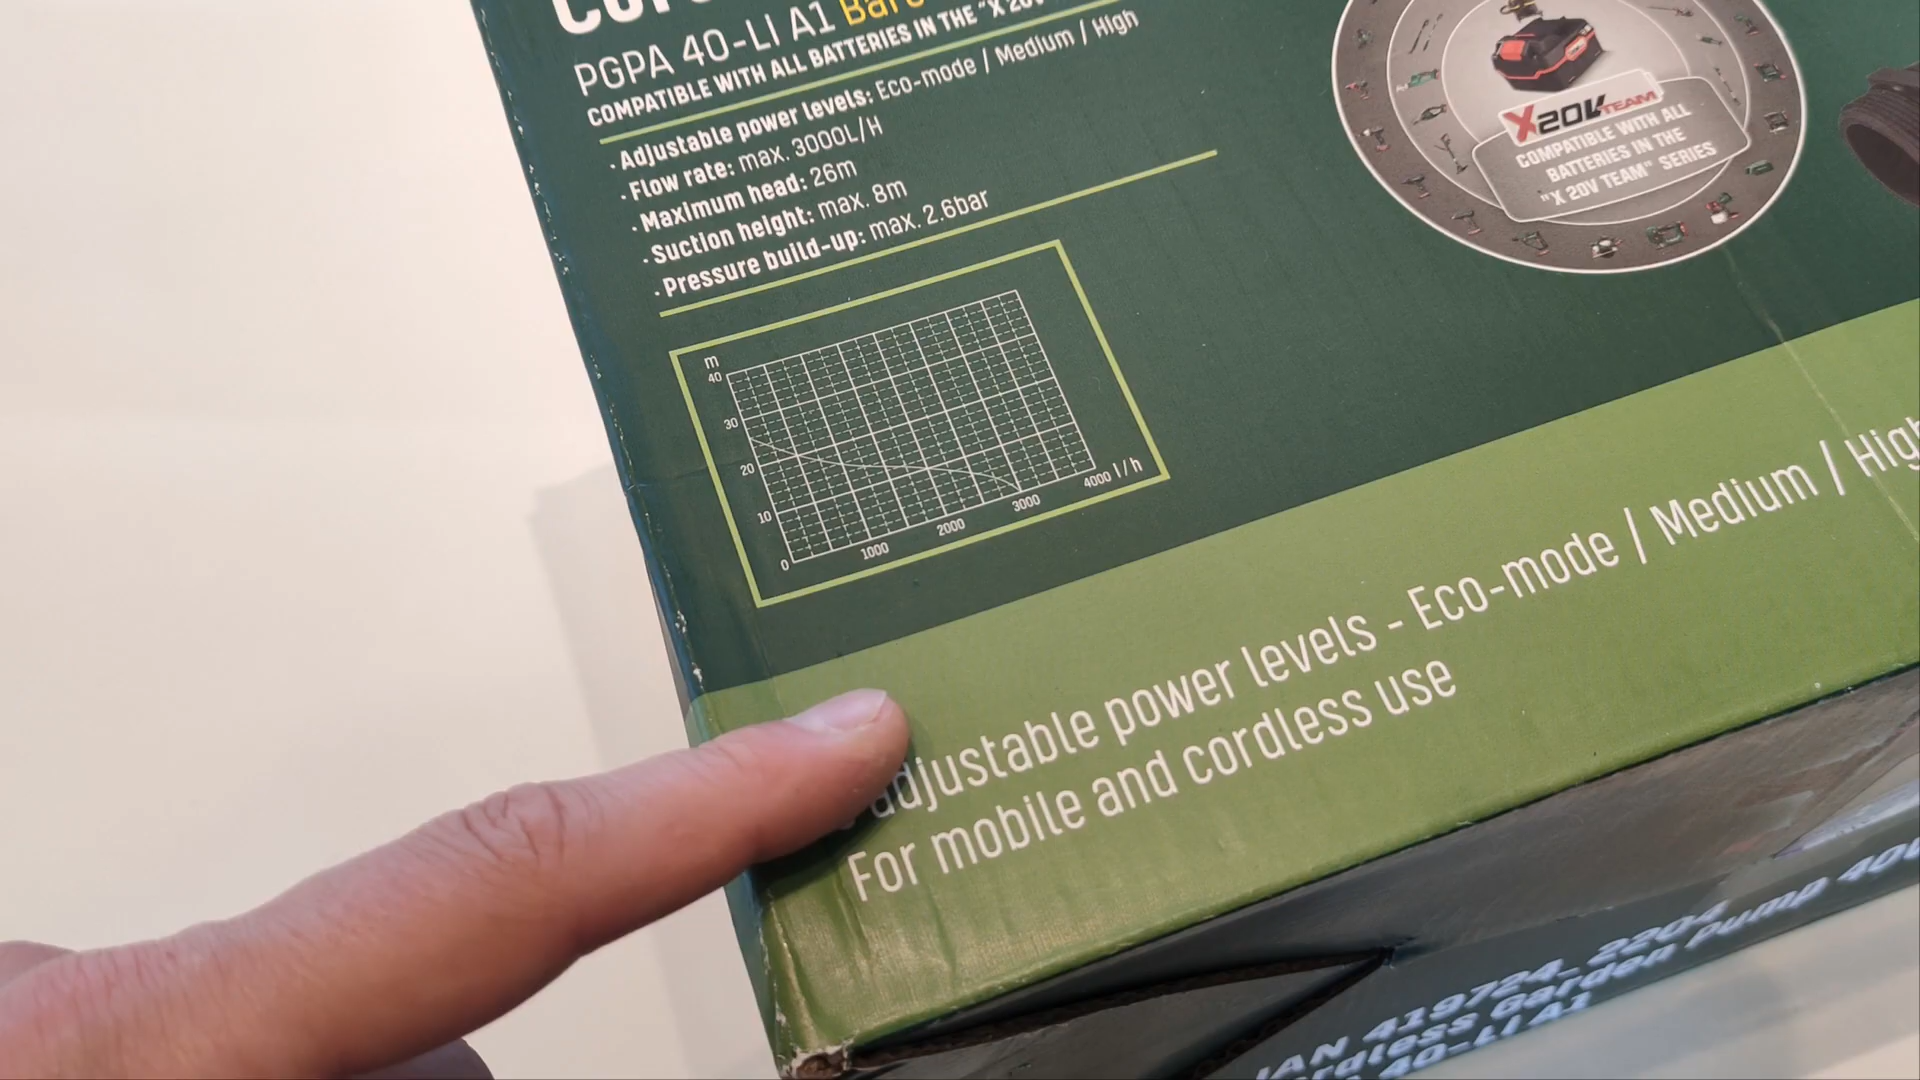 PGPA 40-LI A1
COMPATIBLE WITH ALL BATTERIES IN THE "X 20V
· Adjustable power levels: Eco-mode / Medium / High
· Flow rate: max. 3000L/H
· Maximum head: 26m
· Suction height: max. 8m
· Pressure build-up: max. 2.6bar
m
40
30
20
10
0
1000
2000
3000
4000 l/h
X20VTEAM
COMPATIBLE WITH ALL
BATTERIES IN THE
"X 20V TEAM" SERIES
adjustable power levels - Eco-mode / Medium / High
For mobile and cordless use
IAN 419724_2204
Cordless Garden Pump 40V
40-LI A1